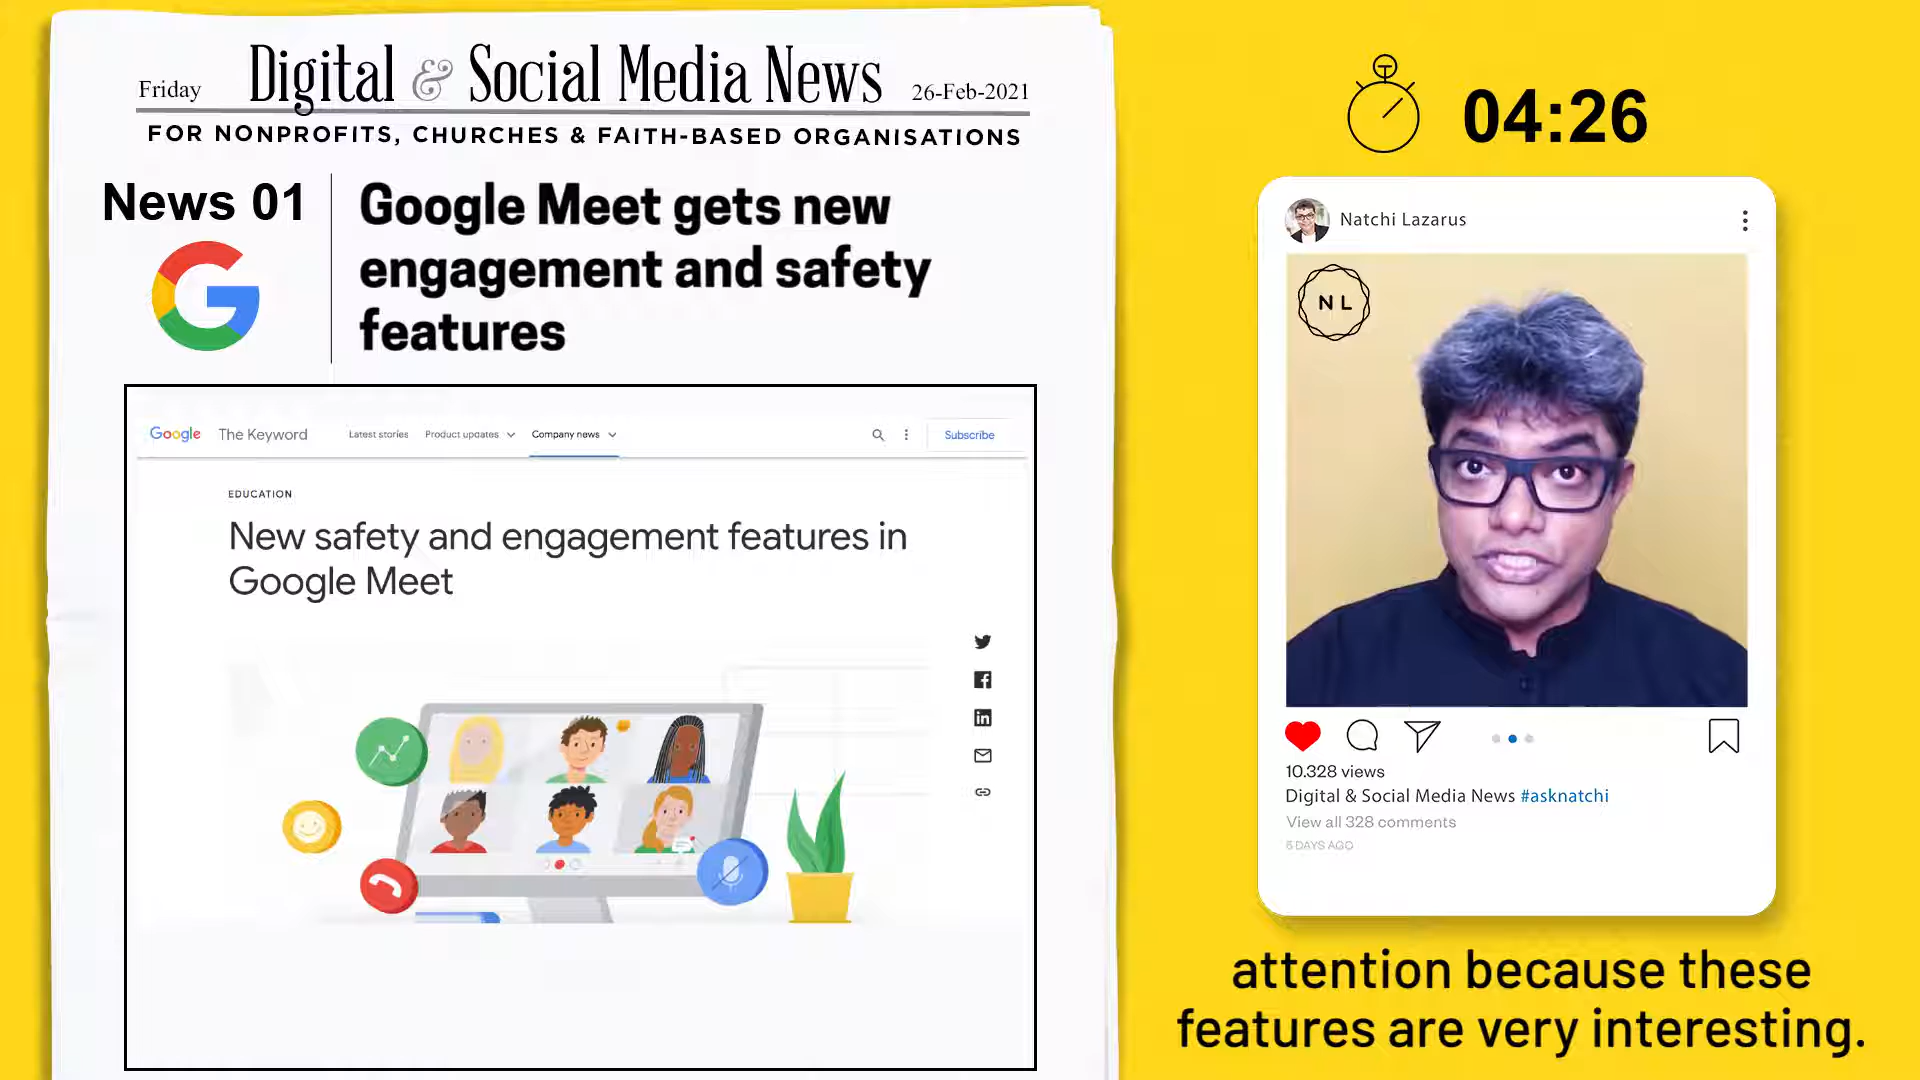 Friday
Digital & Social Media News
26-Feb-2021
FOR NONPROFITS, CHURCHES & FAITH-BASED ORGANISATIONS
News 01
Google Meet gets new
engagement and safety
features
Google The Keyword Latest stories Product updates Company news Subscribe
EDUCATION
New safety and engagement features in
Google Meet
04:26
Natchi Lazarus
N L
10.328 views
Digital & Social Media News #asknatchi
View all 328 comments
6 DAYS AGO
attention because these
features are very interesting.